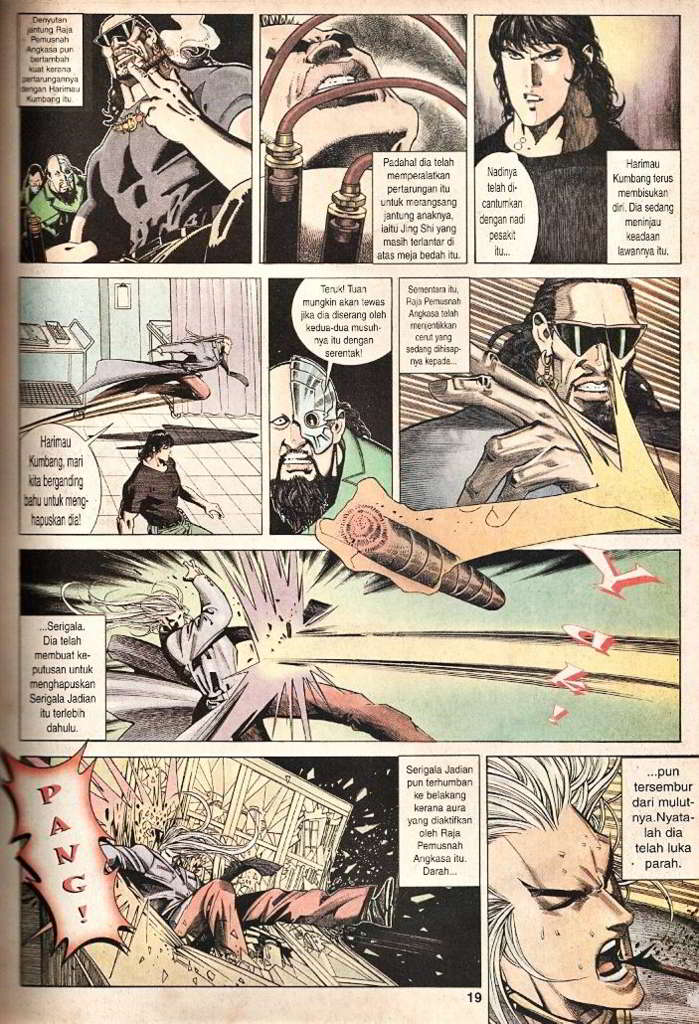 Denyutan
jantung Raja
Pemusnah
Angkasa pun
bertambah
kuat kerana
pertarungannya
dengan Harimau
Kumbang itu.
Padahal dia telah
memperalatkan
pertarungan itu
untuk merangsang
jantung anaknya,
iaitu Jing Shi yang
masih terlantar di
atas meja bedah itu.
Nadinya
telah di-
cantumkan
dengan nadi
pesakit
itu...
Harimau
Kumbang terus
membisukan
diri. Dia sedang
meninjau
keadaan
lawannya itu.
Harimau
Kumbang, mari
kita berganding
bahu untuk meng-
hapuskan dia!
Teruk! Tuan
mungkin akan tewas
jika dia diserang oleh
kedua-dua musuh-
nya itu dengan
serentak!
Sementara itu,
Raja Pemusnah
Angkasa telah
menjentikkan
cerut yang
sedang dihisap-
nya kepada...
...Serigala.
Dia telah
membuat ke-
putusan untuk
menghapuskan
Serigala Jadian
itu terlebih
dahulu.
PANG!
Serigala Jadian
pun terhumban
ke belakang
kerana aura
yang diaktifkan
oleh Raja
Pemusnah
Angkasa itu.
Darah...
...pun
tersembur
dari mulut-
nya.Nyata-
lah dia
telah luka
parah.
19